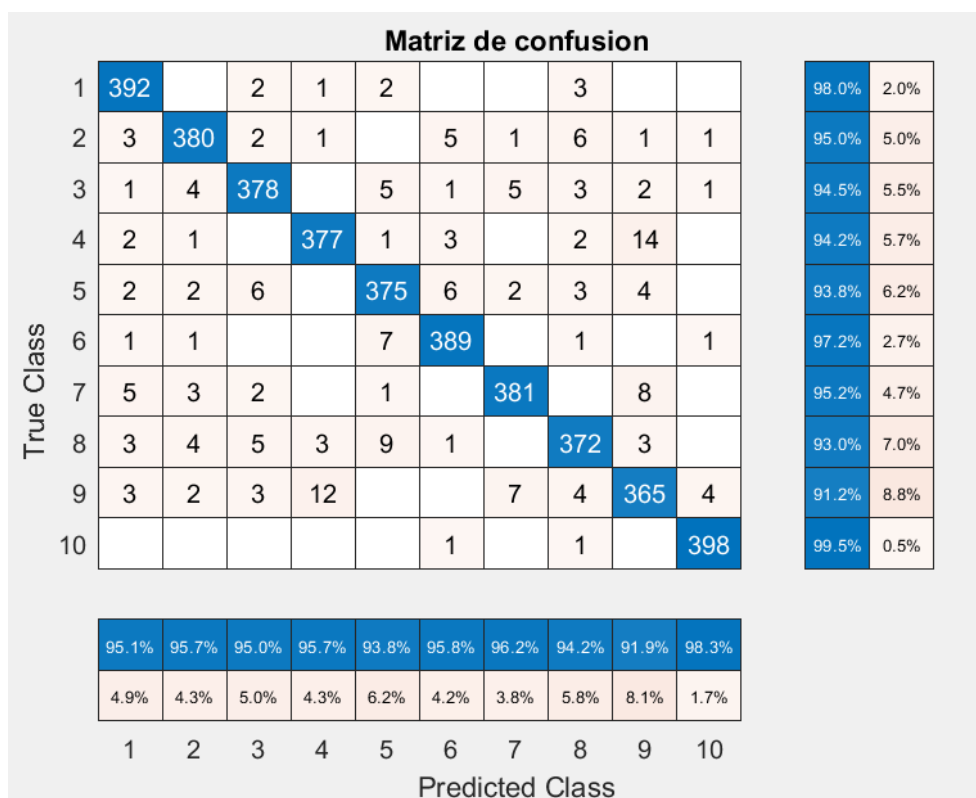 Matriz de confusion
1 392 2 1 2 3 98.0% 2.0%
2 3 380 2 1 5 1 6 1 1 95.0% 5.0%
3 1 4 378 5 1 5 3 2 1 94.5% 5.5%
4 2 1 377 1 3 2 14 94.2% 5.7%
5 2 2 6 375 6 2 3 4 93.8% 6.2%
6 1 1 7 389 1 1 97.2% 2.7%
7 5 3 2 1 381 8 95.2% 4.7%
8 3 4 5 3 9 1 372 3 93.0% 7.0%
9 3 2 3 12 7 4 365 4 91.2% 8.8%
10 1 1 398 99.5% 0.5%
True Class
95.1% 95.7% 95.0% 95.7% 93.8% 95.8% 96.2% 94.2% 91.9% 98.3%
4.9% 4.3% 5.0% 4.3% 6.2% 4.2% 3.8% 5.8% 8.1% 1.7%
1 2 3 4 5 6 7 8 9 10
Predicted Class